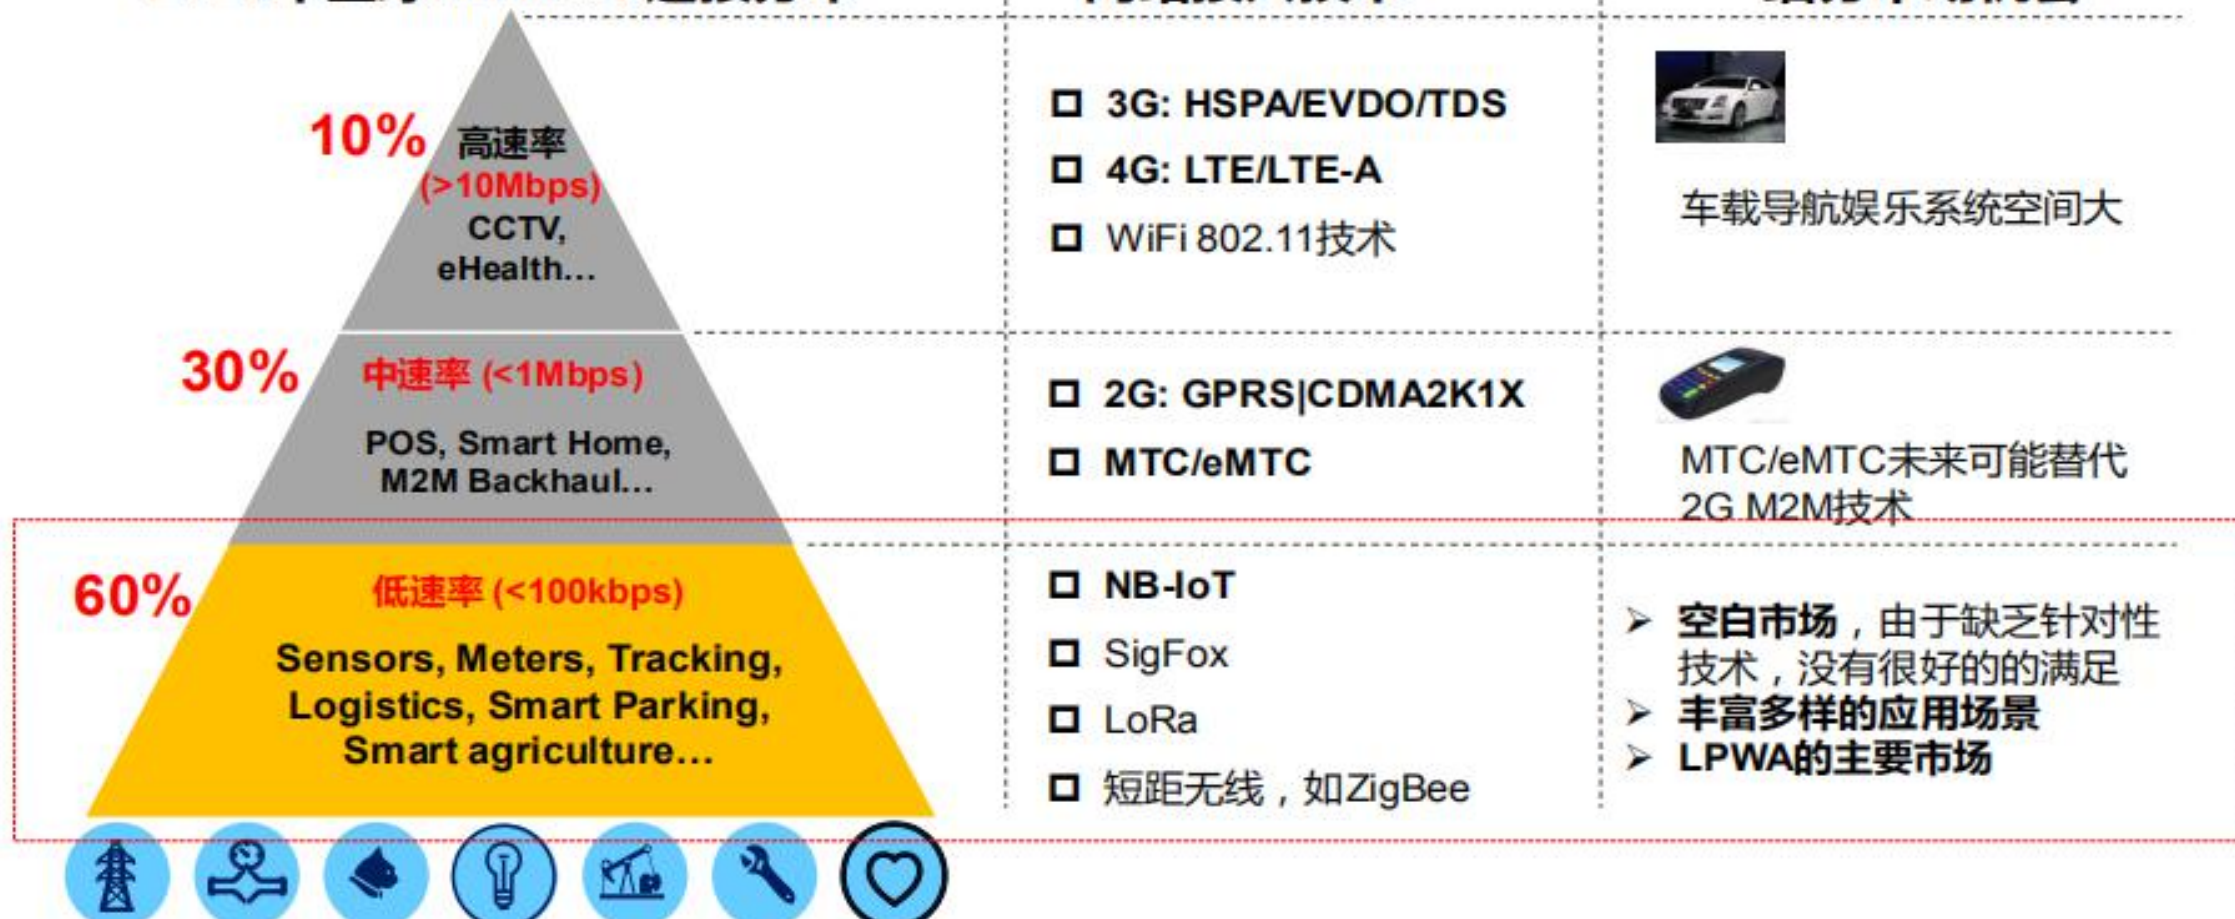 10%
高速率
(>10Mbps)
CCTV,
eHealth...
3G: HSPA/EVDO/TDS
4G: LTE/LTE-A
WiFi 802.11技术
车载导航娱乐系统空间大
30%
中速率 (<1Mbps)
POS, Smart Home,
M2M Backhaul...
2G: GPRS|CDMA2K1X
MTC/eMTC
MTC/eMTC未来可能替代
2G M2M技术
60%
低速率 (<100kbps)
Sensors, Meters, Tracking,
Logistics, Smart Parking,
Smart agriculture...
NB-IoT
SigFox
LoRa
短距无线，如ZigBee
空白市场，由于缺乏针对性
技术，没有很好的的满足
丰富多样的应用场景
LPWA的主要市场